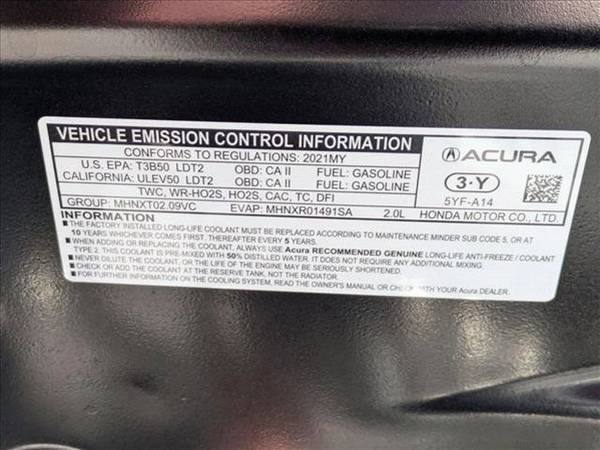 VEHICLE EMISSION CONTROL INFORMATION
CONFORMS TO REGULATIONS: 2021MY
U.S. EPA: T3B50 LDT2 OBD: CA II FUEL: GASOLINE
CALIFORNIA: ULEV50 LDT2 OBD: CA II FUEL: GASOLINE
TWC, WR-HO2S, HO2S, CAC, TC, DFI
GROUP: MHNXT02.09VC EVAP: MHNXR01491SA 2.0L
ACURA
3·Y
5YF-A14
HONDA MOTOR CO., LTD.
INFORMATION
■ THE FACTORY INSTALLED LONG-LIFE COOLANT MUST BE REPLACED ACCORDING TO MAINTENANCE MINDER SUB CODE 5, OR AT
10 YEARS WHICH EVER COMES FIRST, THEREAFTER EVERY 5 YEARS.
■ WHEN ADDING OR REPLACING THE COOLANT, ALWAYS USE Acura RECOMMENDED GENUINE LONG-LIFE ANTI-FREEZE / COOLANT
TYPE 2. THIS COOLANT IS PRE-MIXED WITH 50% DISTILLED WATER. IT DOES NOT REQUIRE ANY ADDITIONAL MIXING.
■ NEVER DILUTE THE COOLANT, OR THE LIFE OF THE ENGINE MAY BE SERIOUSLY SHORTENED.
■ CHECK OR ADD THE COOLANT AT THE RESERVE TANK, NOT THE RADIATOR.
■ FOR FURTHER INFORMATION ON THE COOLING SYSTEM, READ THE OWNER'S MANUAL OR CHECK WITH YOUR Acura DEALER.